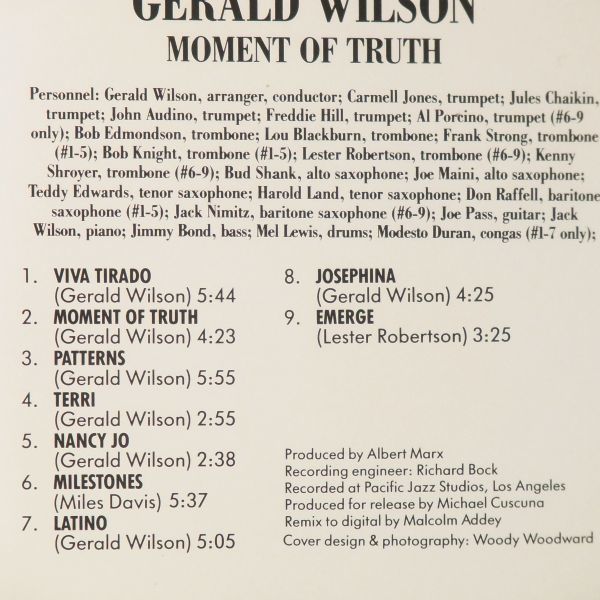 GERALD WILSON
MOMENT OF TRUTH
Personnel: Gerald Wilson, arranger, conductor; Carmell Jones, trumpet; Jules Chaikin,
trumpet; John Audino, trumpet; Freddie Hill, trumpet; Al Porcino, trumpet (#6-9
only); Bob Edmondson, trombone; Lou Blackburn, trombone; Frank Strong, trombone
(#1-5); Bob Knight, trombone (#1-5); Lester Robertson, trombone (#6-9); Kenny
Shroyer, trombone (#6-9); Bud Shank, alto saxophone; Joe Maini, alto saxophone;
Teddy Edwards, tenor saxophone; Harold Land, tenor saxophone; Don Raffell, baritone
saxophone (#1-5); Jack Nimitz, baritone saxophone (#6-9); Joe Pass, guitar; Jack
Wilson, piano; Jimmy Bond, bass; Mel Lewis, drums; Modesto Duran, congas (#1-7 only);
1. VIVA TIRADO
(Gerald Wilson) 5:44
2. MOMENT OF TRUTH
(Gerald Wilson) 4:23
3. PATTERNS
(Gerald Wilson) 5:55
4. TERRI
(Gerald Wilson) 2:55
5. NANCY JO
(Gerald Wilson) 2:38
6. MILESTONES
(Miles Davis) 5:37
7. LATINO
(Gerald Wilson) 5:05
8. JOSEPHINA
(Gerald Wilson) 4:25
9. EMERGE
(Lester Robertson) 3:25
Produced by Albert Marx
Recording engineer: Richard Bock
Recorded at Pacific Jazz Studios, Los Angeles
Produced for release by Michael Cuscuna
Remix to digital by Malcolm Addey
Cover design & photography: Woody Woodward